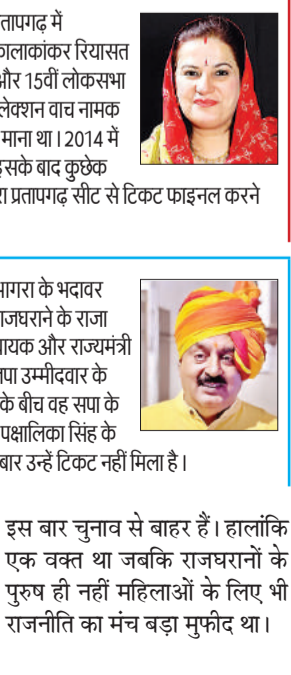 तापगढ़ में
कालाकांकर रियासत
और 15वीं लोकसभा
लेक्शन वाच नामक
माना था। 2014 में
इसके बाद कुछेक
रा प्रतापगढ़ सीट से टिकट फाइनल करने
भागरा के भदावर
राजघराने के राजा
ायक और राज्यमंत्री
नपा उम्मीदवार के
के बीच वह सपा के
पक्षालिका सिंह के
बार उन्हें टिकट नहीं मिला है।
इस बार चुनाव से बाहर हैं। हालांकि
एक वक्त था जबकि राजघरानों के
पुरुष ही नहीं महिलाओं के लिए भी
राजनीति का मंच बड़ा मुफीद था।